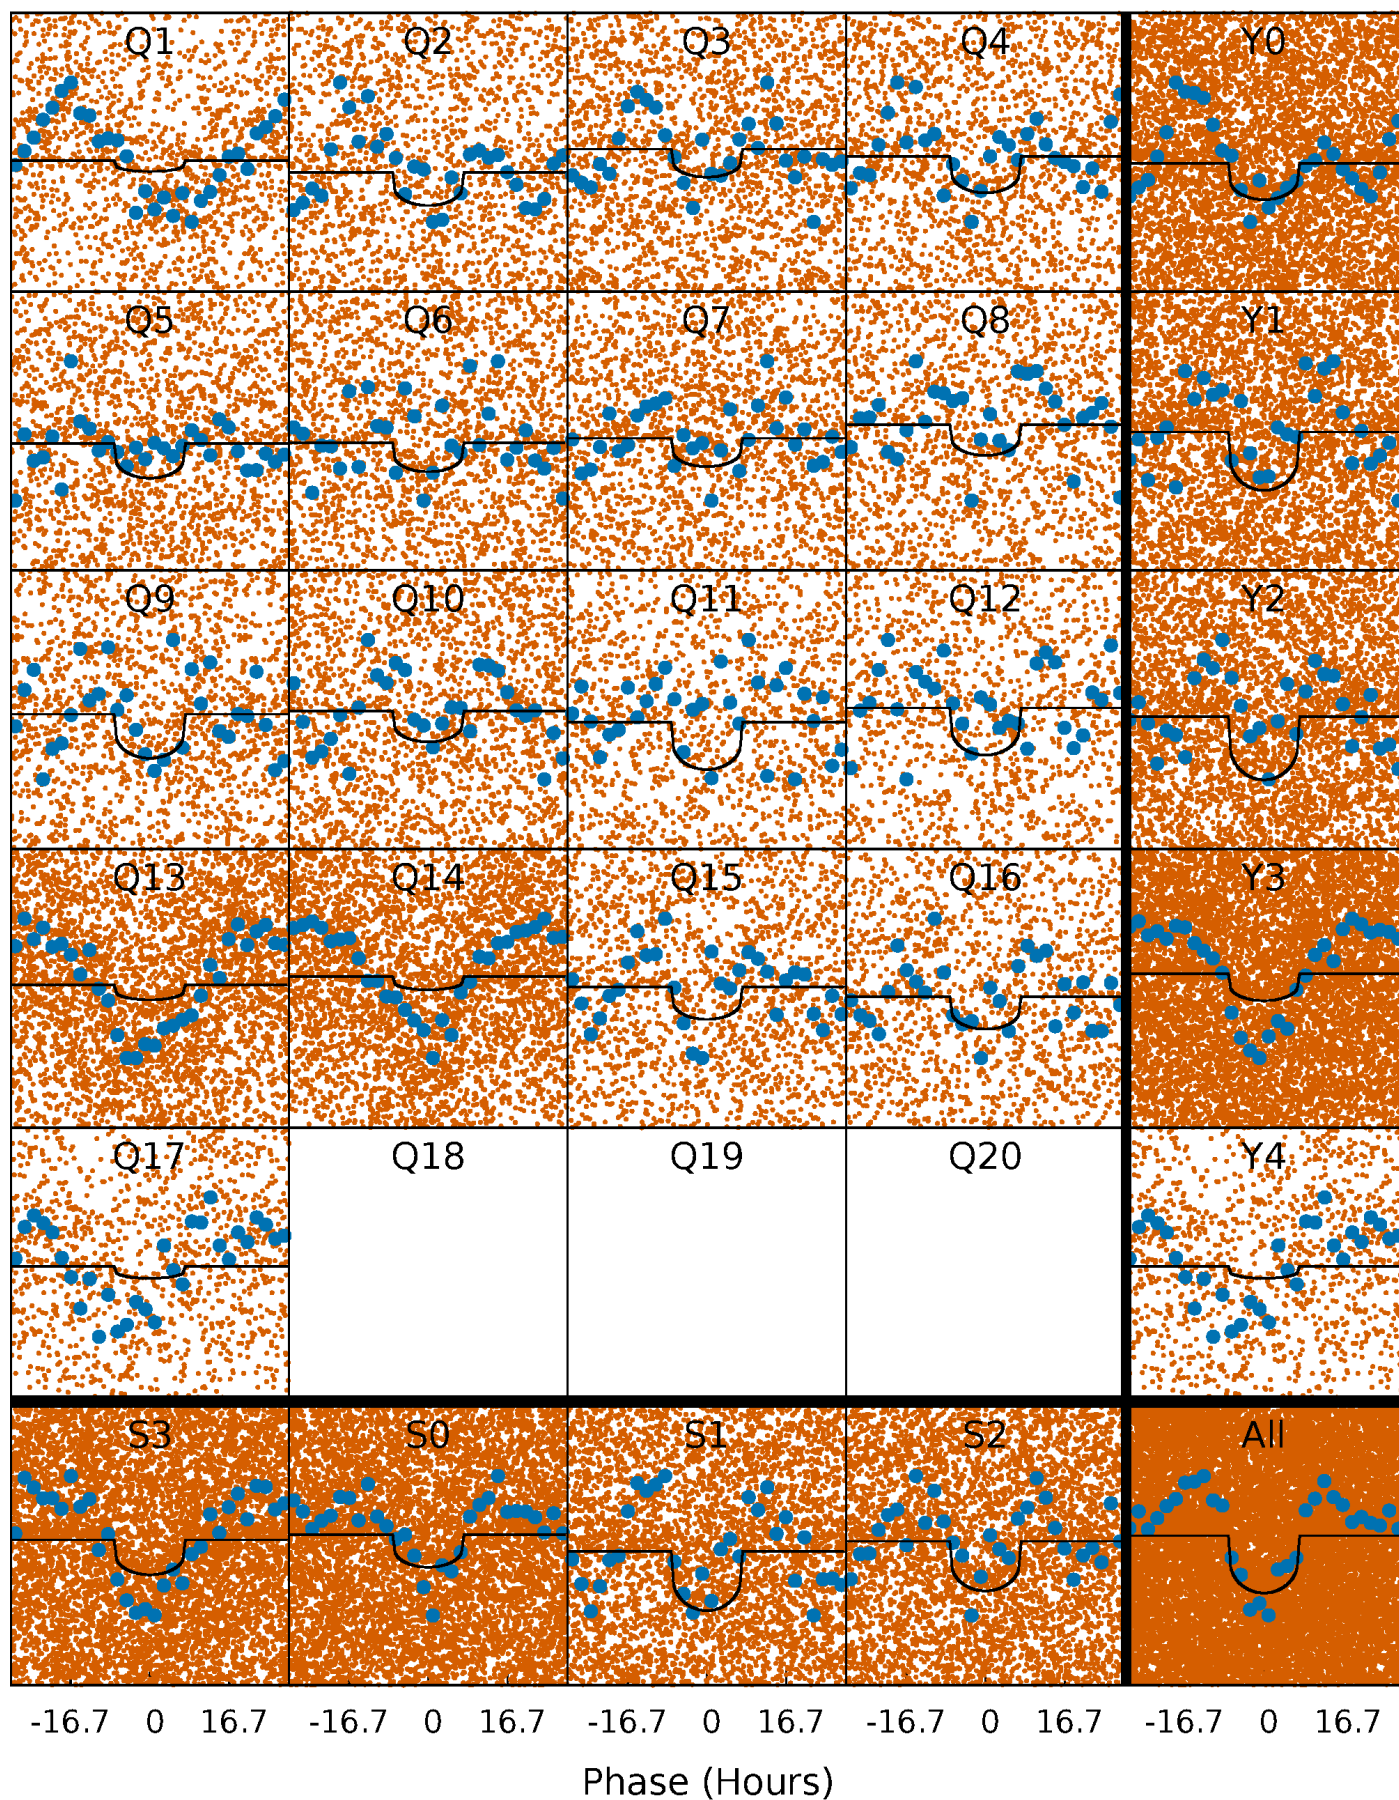 Q1 Q2 Q3 Q4 Y0
Q5 Q6 Q7 Q8 Y1
Q9 Q10 Q11 Q12 Y2
Q13 Q14 Q15 Q16 Y3
Q17 Q18 Q19 Q20 Y4
S3 S0 S1 S2 All
-16.7 0 16.7 -16.7 0 16.7 -16.7 0 16.7 -16.7 0 16.7 -16.7 0 16.7
Phase (Hours)